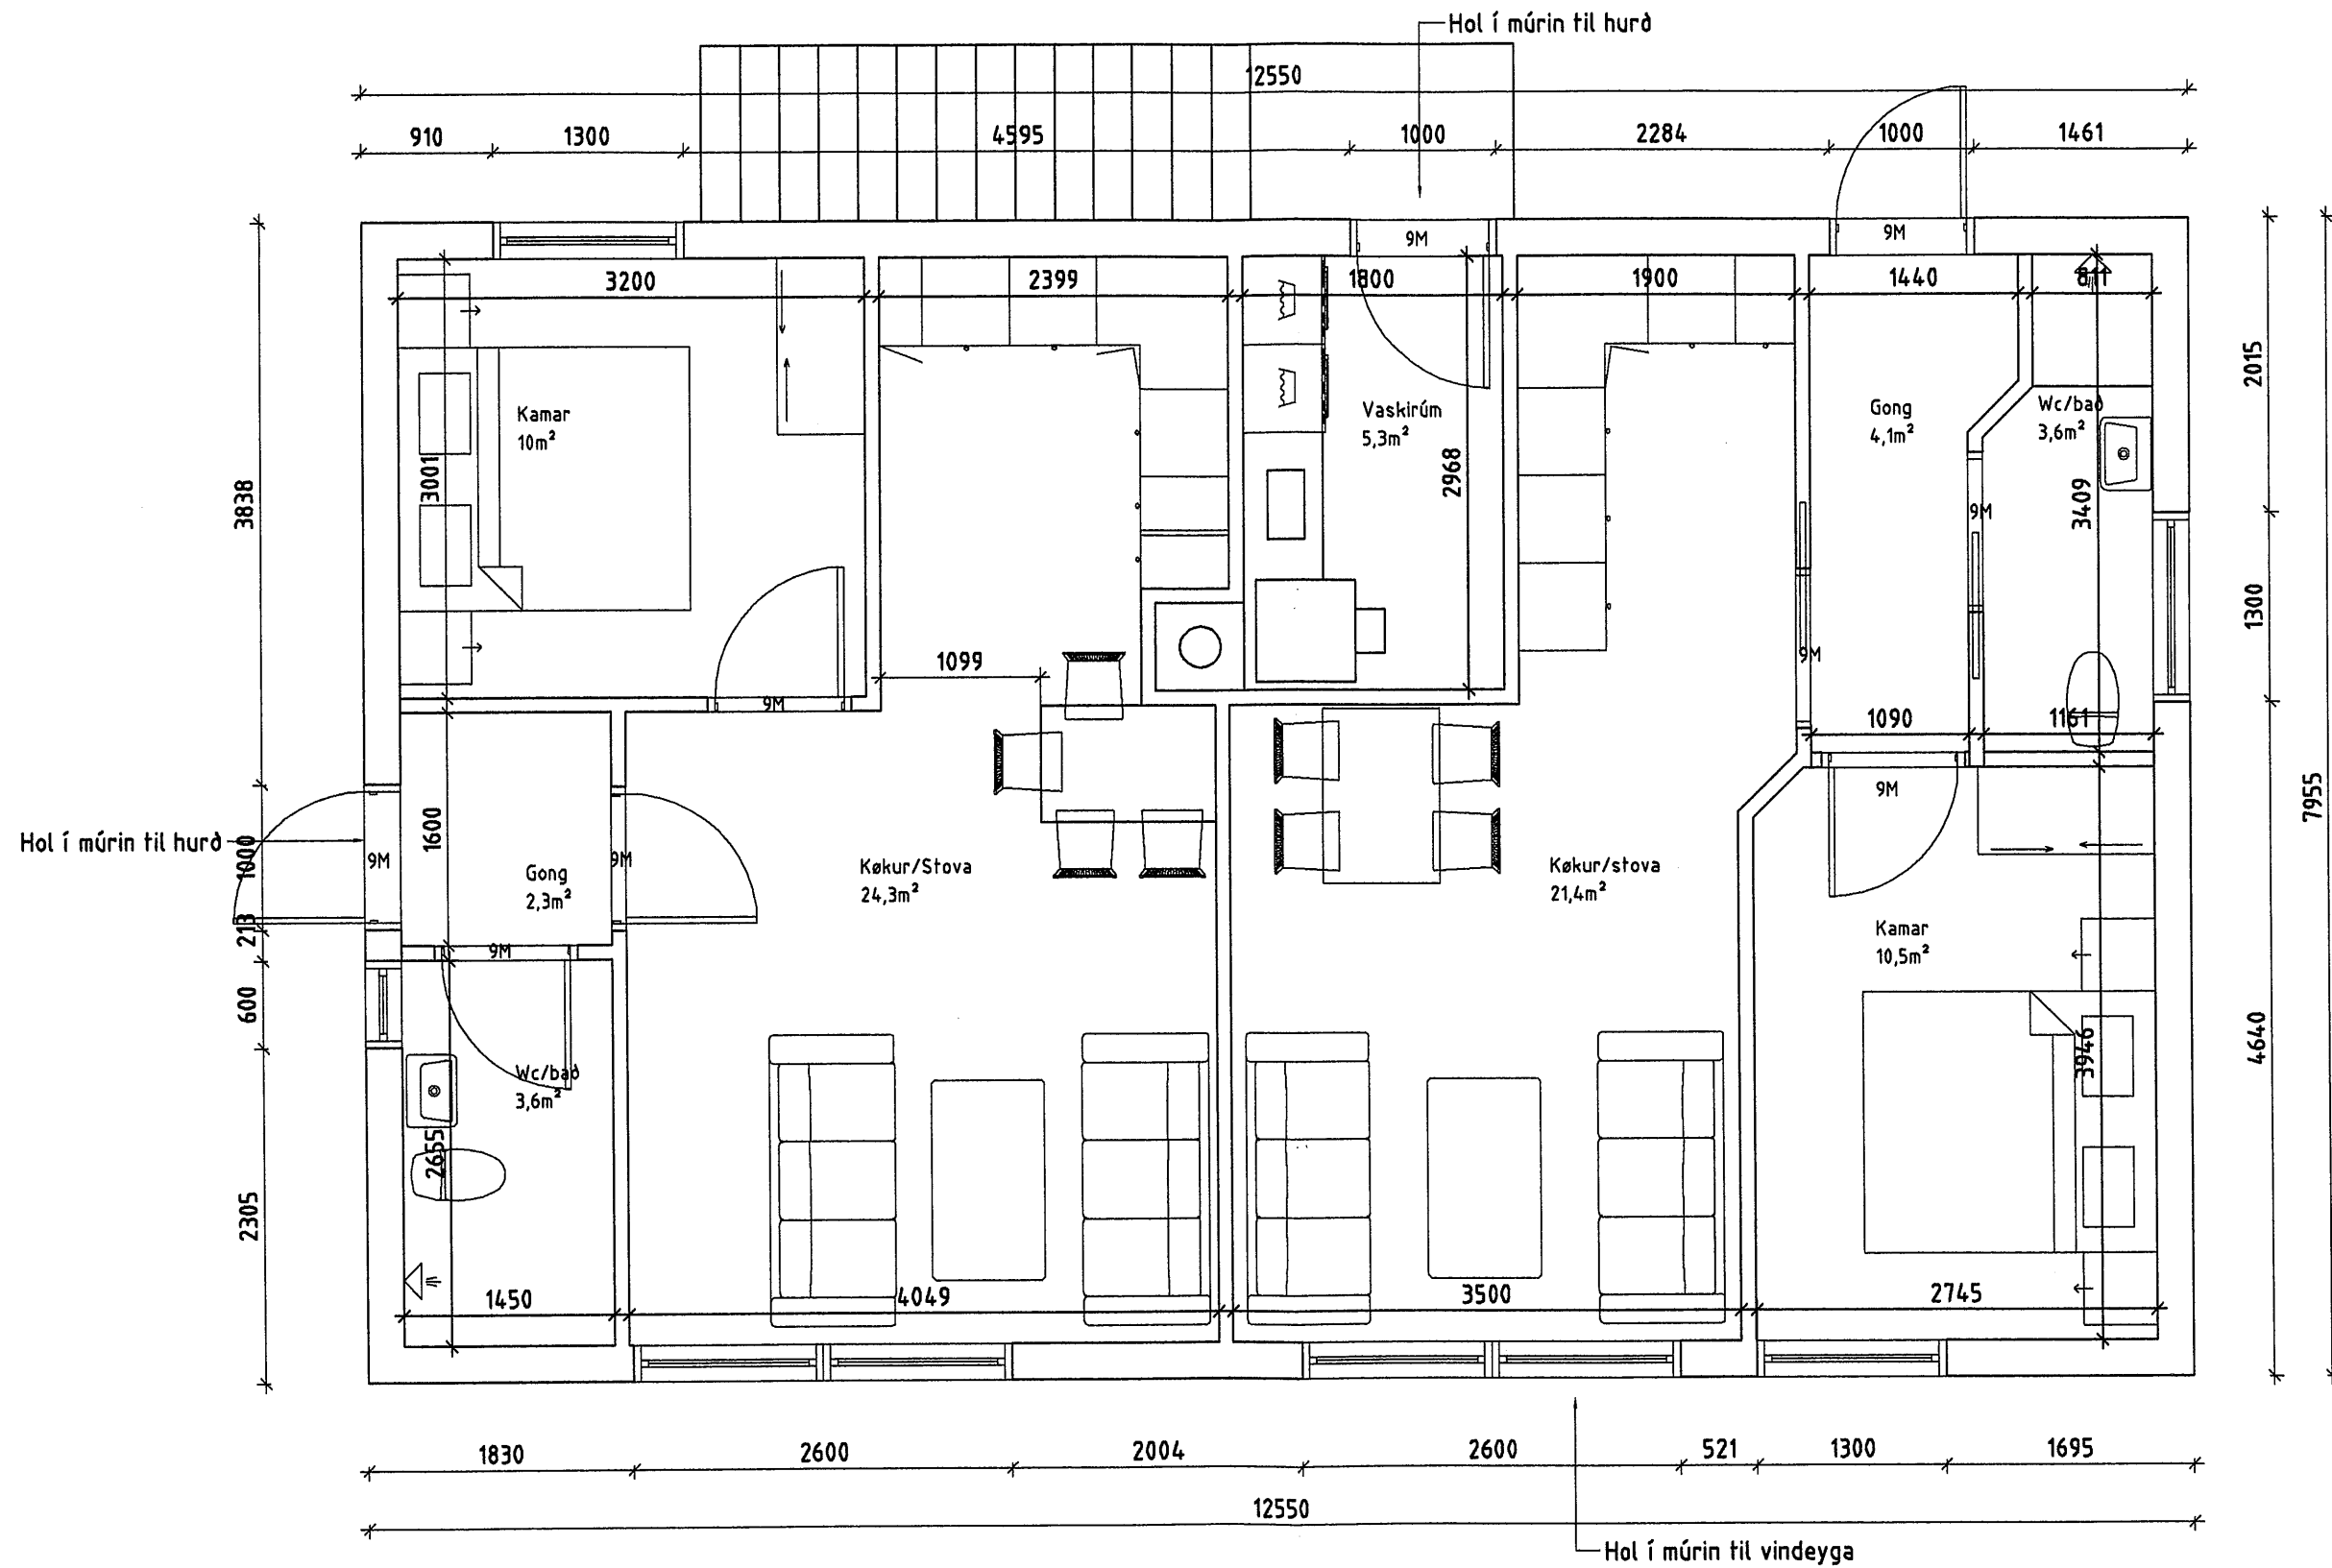 Hol í múrin til hurð
12550
910
1300
4595
1000
2284
1000
1461
9M
9M
3200
2399
1800
1900
1440
811
Kamar
10m²
Vaskirúm
5,3m²
Gong
4,1m²
Wc/bað
3,6m²
3001
2968
3409
9M
3838
2015
1300
7955
1099
9M
9M
1090
1161
9M
1600
Hol í múrin til hurð
1000
9M
9M
Gong
2,3m²
Køkur/Stova
24,3m²
Køkur/stova
21,4m²
213
9M
Kamar
10,5m²
600
Wc/bað
3,6m²
3946
4640
2655
2305
1450
4049
3500
2745
1830
2600
2004
2600
521
1300
1695
12550
Hol í múrin til vindeyga